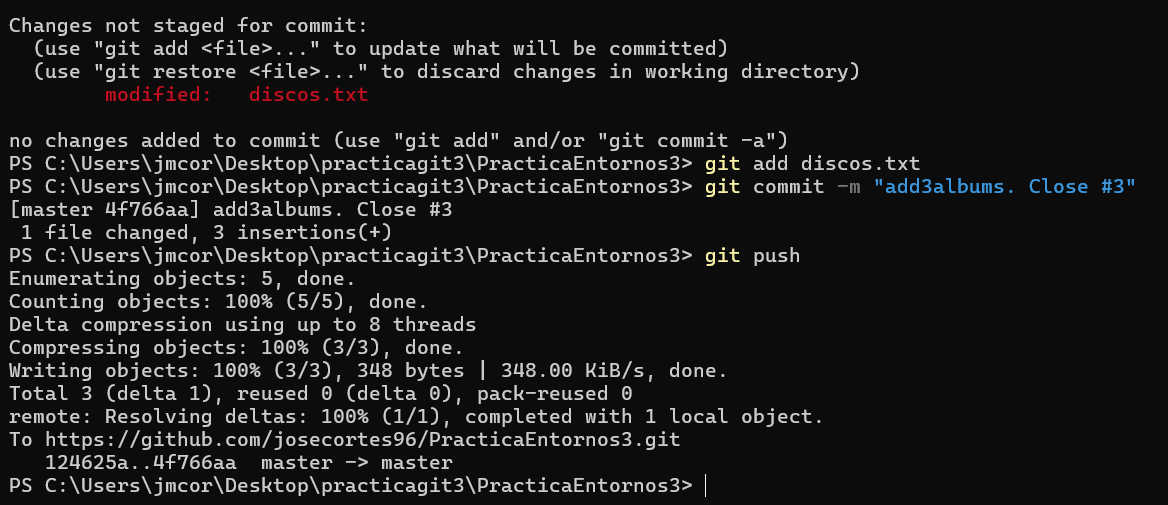 Changes not staged for commit:
  (use "git add <file>..." to update what will be committed)
  (use "git restore <file>..." to discard changes in working directory)
        modified:   discos.txt

no changes added to commit (use "git add" and/or "git commit -a")
PS C:\Users\jmcor\Desktop\practicagit3\PracticaEntornos3> git add discos.txt
PS C:\Users\jmcor\Desktop\practicagit3\PracticaEntornos3> git commit -m "add3albums. Close #3"
[master 4f766aa] add3albums. Close #3
 1 file changed, 3 insertions(+)
PS C:\Users\jmcor\Desktop\practicagit3\PracticaEntornos3> git push
Enumerating objects: 5, done.
Counting objects: 100% (5/5), done.
Delta compression using up to 8 threads
Compressing objects: 100% (3/3), done.
Writing objects: 100% (3/3), 348 bytes | 348.00 KiB/s, done.
Total 3 (delta 1), reused 0 (delta 0), pack-reused 0
remote: Resolving deltas: 100% (1/1), completed with 1 local object.
To https://github.com/josecortes96/PracticaEntornos3.git
   124625a..4f766aa  master -> master
PS C:\Users\jmcor\Desktop\practicagit3\PracticaEntornos3>